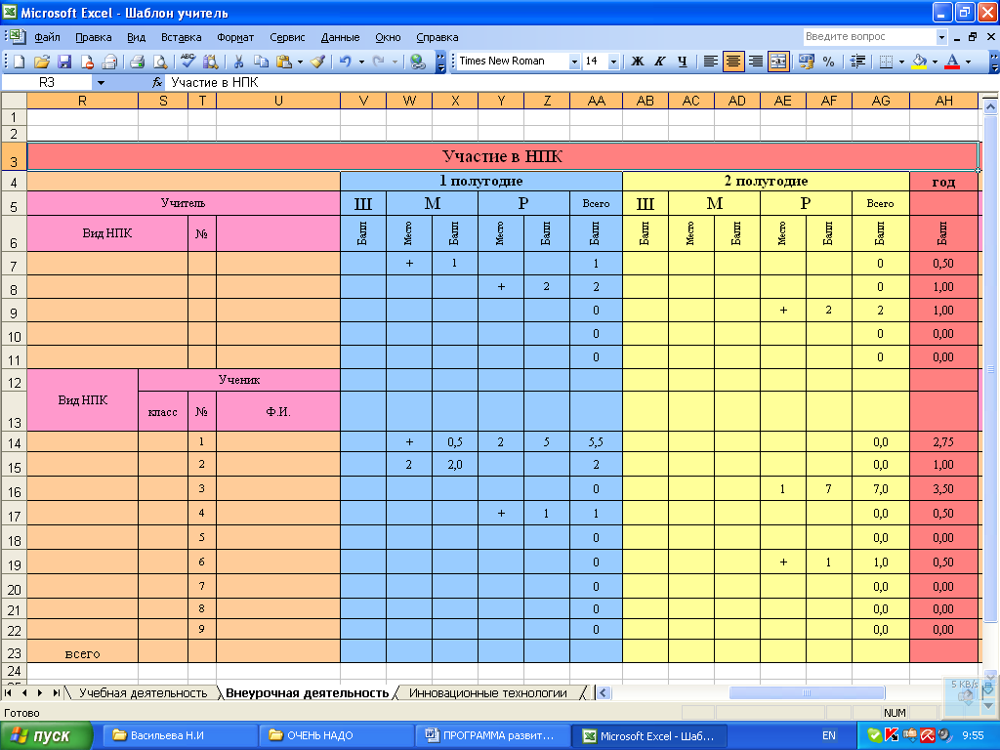 Microsoft Excel - Шаблон учитель
Файл Правка Вид Вставка Формат Сервис Данные Окно Справка Введите вопрос
Times New Roman 14 Ж К Ч %
R3 fx Участие в НПК
R S T U V W X Y Z AA AB AC AD AE AF AG AH
1
2
3 Участие в НПК
4 1 полугодие 2 полугодие год
5 Учитель Ш М Р Всего Ш М Р Всего
6 Вид НПК № Балл Место Балл Место Балл Балл Балл Место Балл Место Балл Балл Балл
7 + 1 1 0 0,50
8 + 2 2 0 1,00
9 0 + 2 2 1,00
10 0 0 0,00
11 0 0 0,00
12 Вид НПК Ученик
13 класс № Ф.И.
14 1 + 0,5 2 5 5,5 0,0 2,75
15 2 2 2,0 2 0,0 1,00
16 3 0 1 7 7,0 3,50
17 4 + 1 1 0,0 0,50
18 5 0 0,0 0,00
19 6 0 + 1 1,0 0,50
20 7 0 0,0 0,00
21 8 0 0,0 0,00
22 9 0 0,0 0,00
23 всего
24
Учебная деятельность Внеурочная деятельность Инновационные технологии 5 KB/s
Готово NUM
пуск Васильева Н.И ОЧЕНЬ НАДО ПРОГРАММА развит... Microsoft Excel - Шаб... EN 9:55